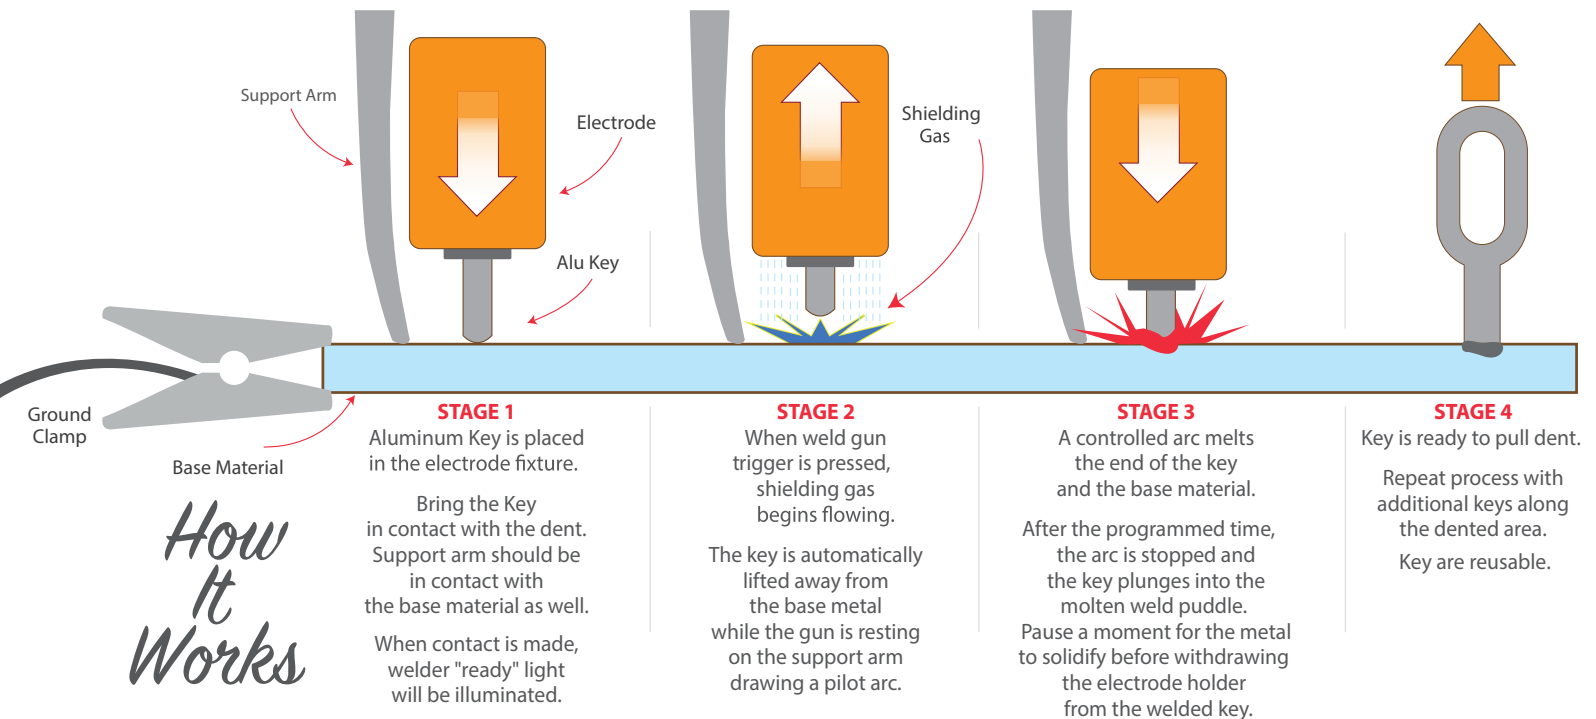 Support Arm
Electrode
Alu Key
Shielding
Gas
Ground
Clamp
Base Material
How
It
Works
STAGE 1
Aluminum Key is placed
in the electrode fixture.
Bring the Key
in contact with the dent.
Support arm should be
in contact with
the base material as well.
When contact is made,
welder "ready" light
will be illuminated.
STAGE 2
When weld gun
trigger is pressed,
shielding gas
begins flowing.
The key is automatically
lifted away from
the base metal
while the gun is resting
on the support arm
drawing a pilot arc.
STAGE 3
A controlled arc melts
the end of the key
and the base material.
After the programmed time,
the arc is stopped and
the key plunges into the
molten weld puddle.
Pause a moment for the metal
to solidify before withdrawing
the electrode holder
from the welded key.
STAGE 4
Key is ready to pull dent.
Repeat process with
additional keys along
the dented area.
Key are reusable.